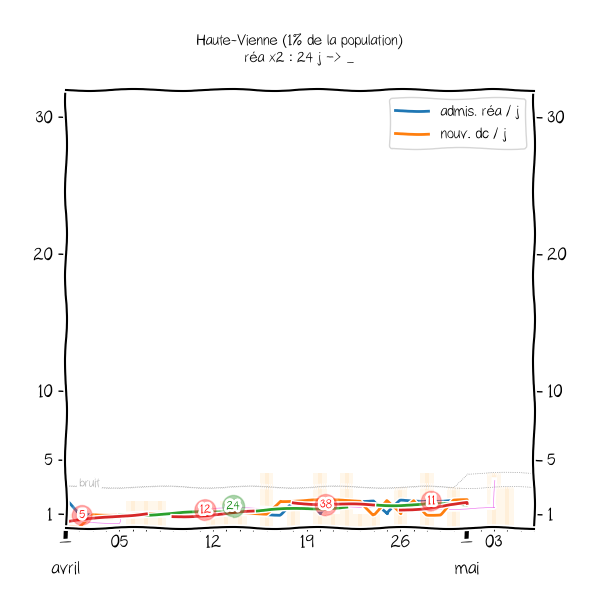 Haute-Vienne (1% de la population)
réa x2 : 24 j -> _
admis. réa / j
nouv. dc / j
30
30
20
20
10
10
5
5
bruit
1
1
5
12
24
38
11
05
12
19
26
03
avril
mai